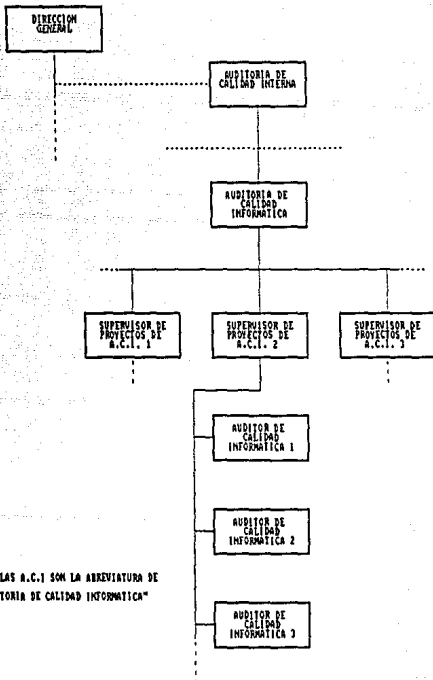 DIRECCION
GENERAL
AUDITORIA DE
CALIDAD INTERNA
AUDITORIA DE
CALIDAD
INFORMATICA
SUPERVISOR DE
PROYECTOS DE
A.C.I. 1
SUPERVISOR DE
PROYECTOS DE
A.C.I. 2
SUPERVISOR DE
PROYECTOS DE
A.C.I. 3
AUDITOR DE
CALIDAD
INFORMATICA 1
AUDITOR DE
CALIDAD
INFORMATICA 2
LAS A.C.I SON LA ABREVIATURA DE
TORIA DE CALIDAD INFORMATICA"
AUDITOR DE
CALIDAD
INFORMATICA 3